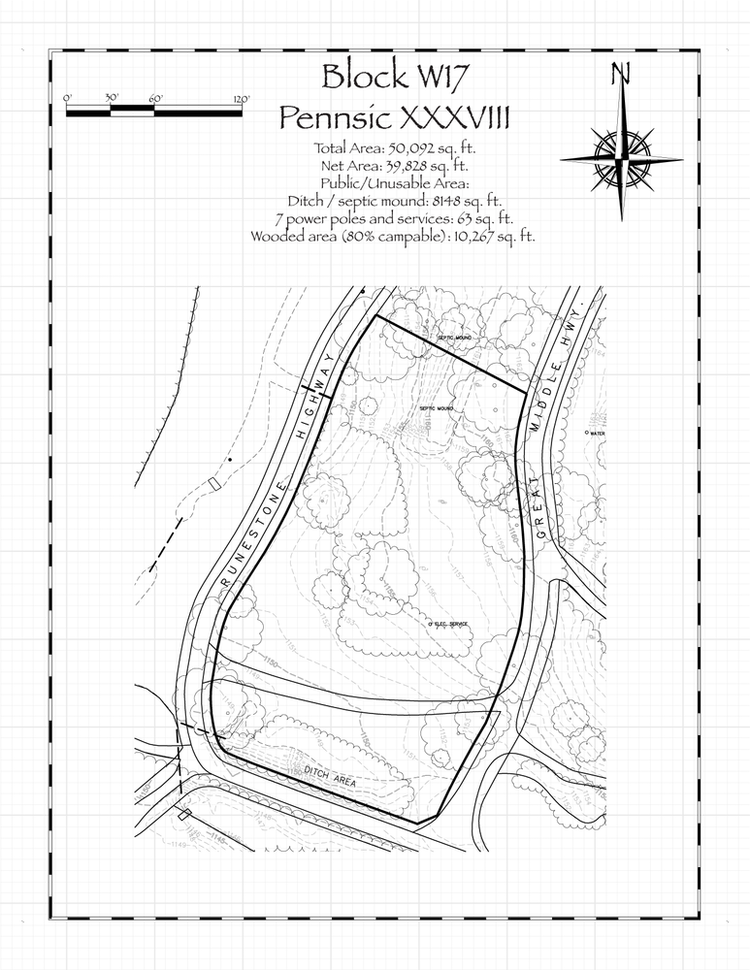 Block W17
Pennsic XXXVIII
0' 30' 60' 120'
N
Total Area: 50,092 sq. ft.
Net Area: 39,828 sq. ft.
Public/Unusable Area:
Ditch / septic mound: 8148 sq. ft.
7 power poles and services: 63 sq. ft.
Wooded area (80% campable): 10,267 sq. ft.
SEPTIC MOUND
SEPTIC MOUND
RUNESTONE HIGHWAY
GREAT MIDDLE HWY.
WATER
ELEC. SERVICE
DITCH AREA